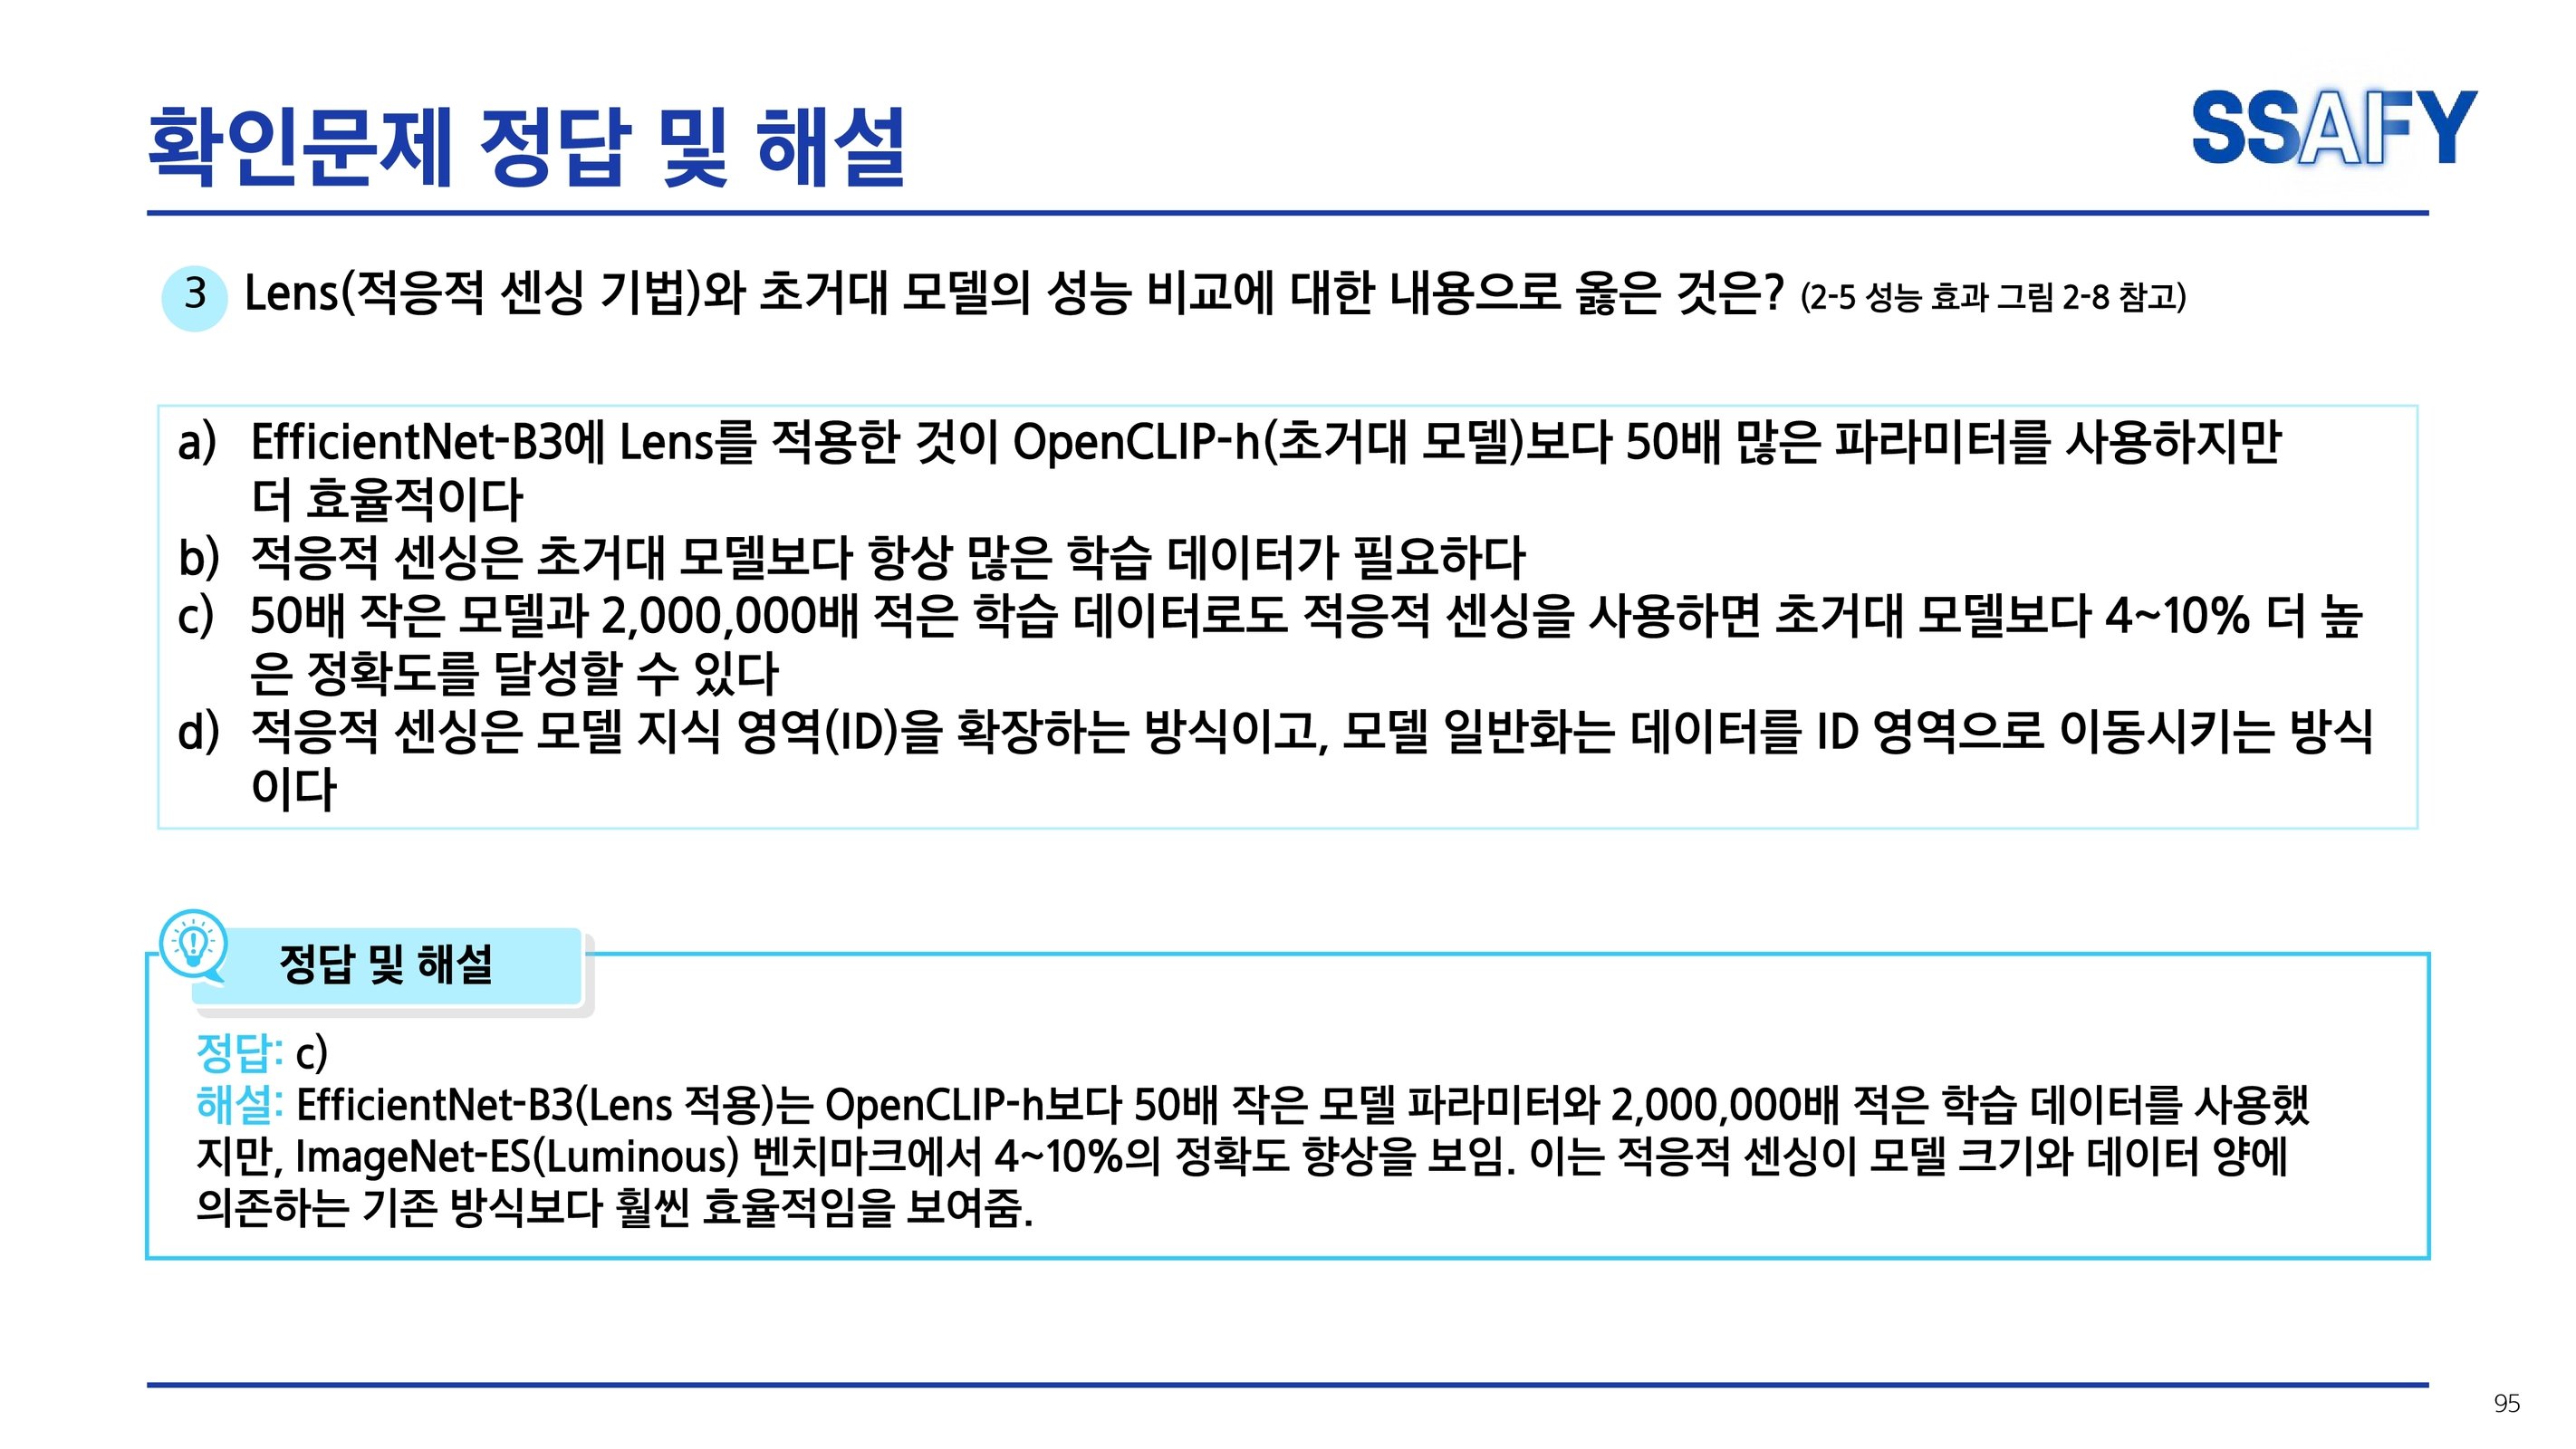 확인문제 정답 및 해설
SSAFY
3 Lens(적응적 센싱 기법)와 초거대 모델의 성능 비교에 대한 내용으로 옳은 것은? (2-5 성능 효과 그림 2-8 참고)
a) EfficientNet-B3에 Lens를 적용한 것이 OpenCLIP-h(초거대 모델)보다 50배 많은 파라미터를 사용하지만
더 효율적이다
b) 적응적 센싱은 초거대 모델보다 항상 많은 학습 데이터가 필요하다
c) 50배 작은 모델과 2,000,000배 적은 학습 데이터로도 적응적 센싱을 사용하면 초거대 모델보다 4~10% 더 높
은 정확도를 달성할 수 있다
d) 적응적 센싱은 모델 지식 영역(ID)을 확장하는 방식이고, 모델 일반화는 데이터를 ID 영역으로 이동시키는 방식
이다
정답 및 해설
정답: c)
해설: EfficientNet-B3(Lens 적용)는 OpenCLIP-h보다 50배 작은 모델 파라미터와 2,000,000배 적은 학습 데이터를 사용했
지만, ImageNet-ES(Luminous) 벤치마크에서 4~10%의 정확도 향상을 보임. 이는 적응적 센싱이 모델 크기와 데이터 양에
의존하는 기존 방식보다 훨씬 효율적임을 보여줌.
95